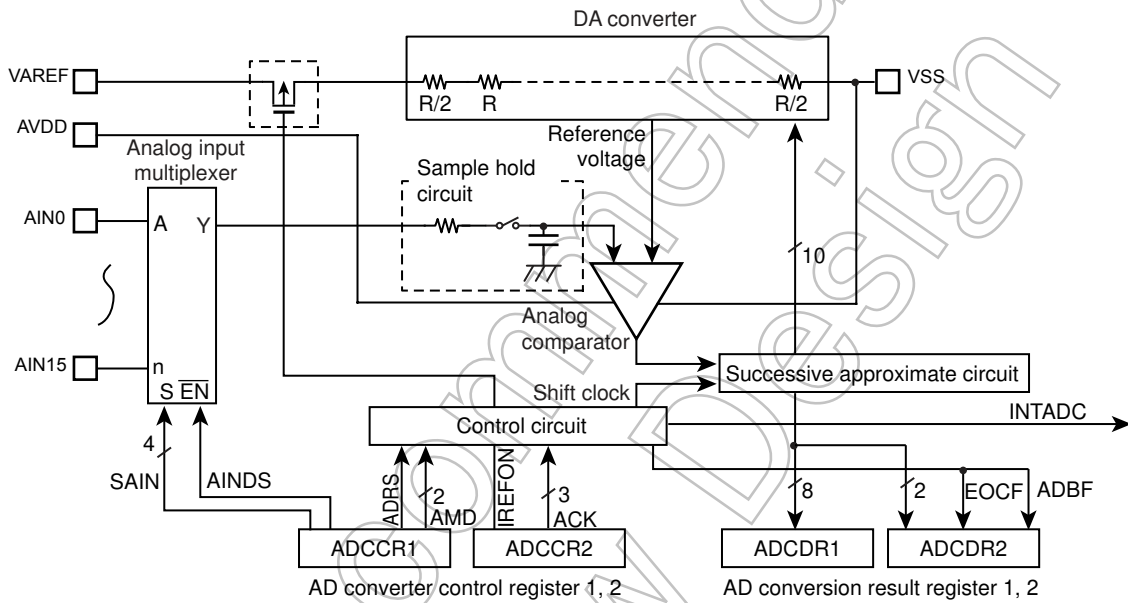 DA converter
VAREF
R/2
R
R/2
VSS
AVDD
Analog input
multiplexer
Reference
voltage
Sample hold
circuit
AIN0
A
Y
10
Analog
comparator
AIN15
n
S EN
Successive approximate circuit
Shift clock
INTADC
Control circuit
4
SAIN
AINDS
ADRS
2
AMD
IREFON
3
ACK
8
2
EOCF
ADBF
ADCCR1
ADCCR2
ADCDR1
ADCDR2
AD converter control register 1, 2
AD conversion result register 1, 2